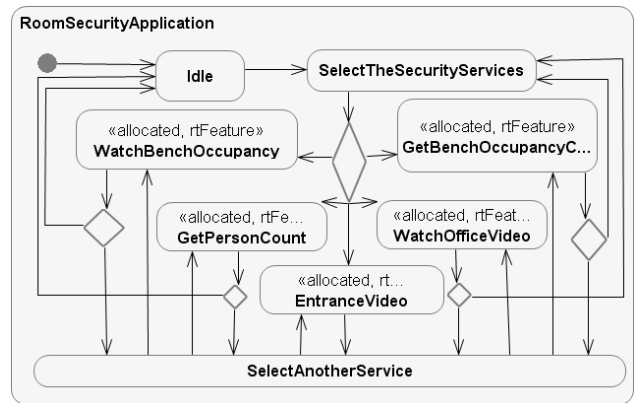 RoomSecurityApplication
Idle
SelectTheSecurityServices
«allocated, rtFeature»
WatchBenchOccupancy
«allocated, rtFeature»
GetBenchOccupancyC...
«allocated, rtFe...
GetPersonCount
«allocated, rtFeat...
WatchOfficeVideo
«allocated, rt...
EntranceVideo
SelectAnotherService